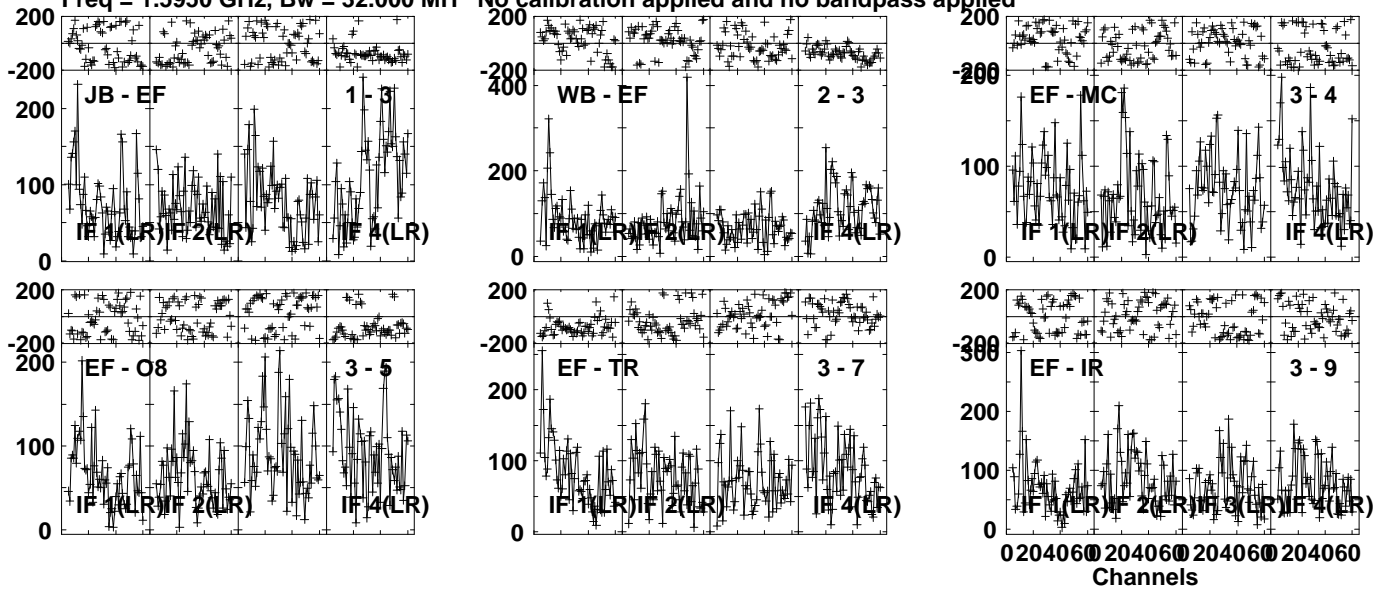 Freq = 1.5950 GHz, Bw = 32.000 MH No calibration applied and no bandpass applied
200
-200
200
100
0
JB - EF
1 - 3
IF 1(LR)
IF 2(LR)
IF 4(LR)
200
-200
400
200
0
WB - EF
2 - 3
IF 1(LR)
IF 2(LR)
IF 4(LR)
200
-200
200
100
0
EF - MC
3 - 4
IF 1(LR)
IF 2(LR)
IF 4(LR)
200
-200
200
100
0
EF - O8
3 - 5
IF 1(LR)
IF 2(LR)
IF 4(LR)
200
-200
200
100
0
EF - TR
3 - 7
IF 1(LR)
IF 2(LR)
IF 4(LR)
200
-200
300
200
100
0
EF - IR
3 - 9
IF 1(LR)
IF 2(LR)
IF 3(LR)
IF 4(LR)
0 20 40 60 0 20 40 60 0 20 40 60 0 20 40 60
Channels